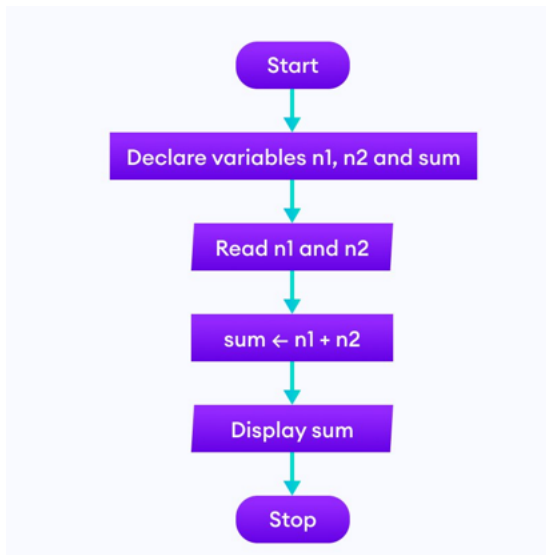 Start
Declare variables n1, n2 and sum
Read n1 and n2
sum ← n1 + n2
Display sum
Stop